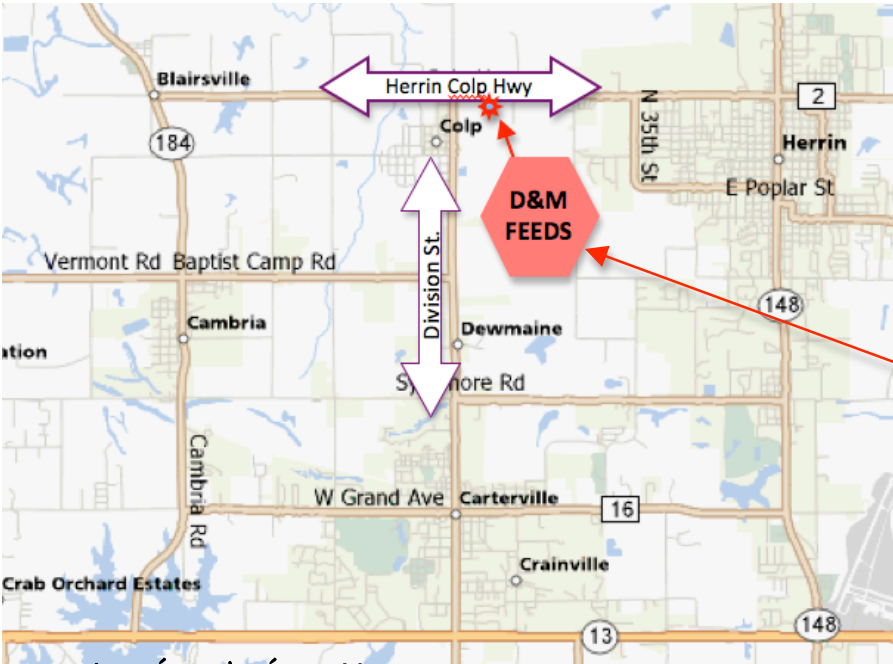 Blairsville
Herrin Colp Hwy
2
Colp
184
N 35th St
Herrin
D&M
FEEDS
E Poplar St
Vermont Rd Baptist Camp Rd
Division St.
148
Cambria
Dewmaine
ation
Rd
Cambria Rd
W Grand Ave
Carterville
16
Crainville
Crab Orchard Estates
13
148